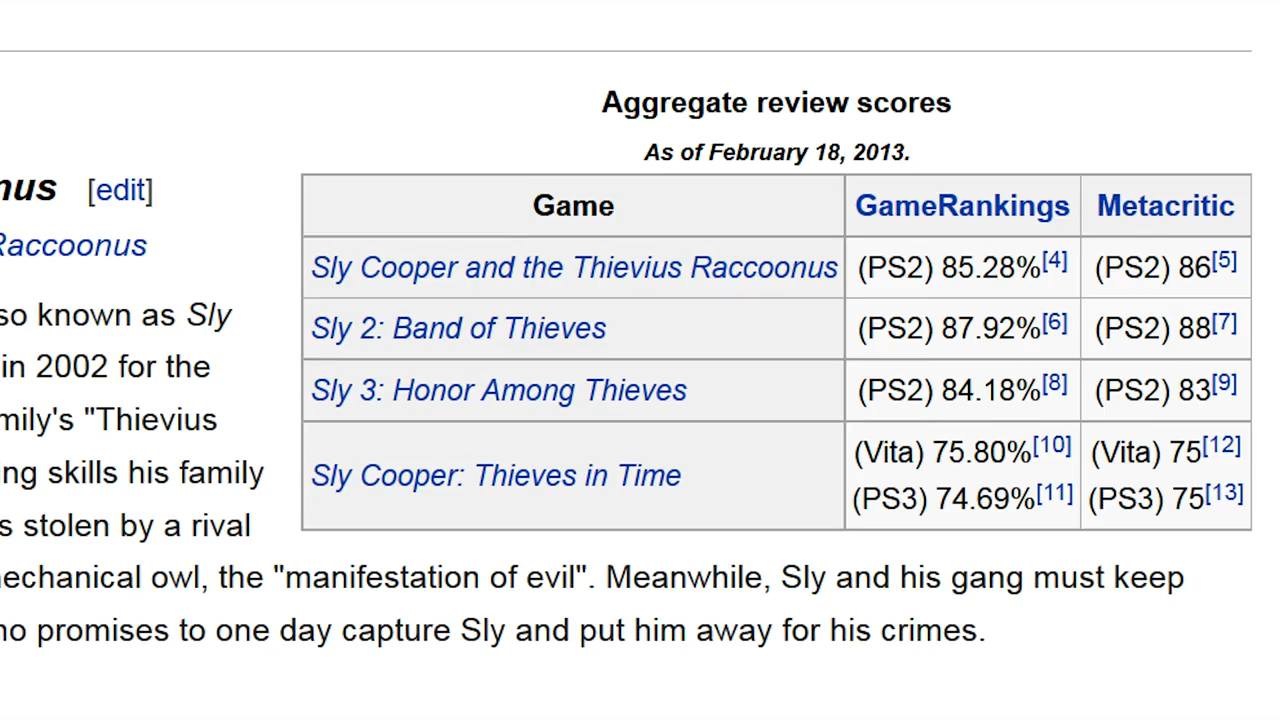 Aggregate review scores
As of February 18, 2013.
nus [edit]
Raccoonus
so known as Sly
in 2002 for the
mily's "Thievius
ing skills his family
s stolen by a rival
Game GameRankings Metacritic
Sly Cooper and the Thievius Raccoonus (PS2) 85.28%[4] (PS2) 86[5]
Sly 2: Band of Thieves (PS2) 87.92%[6] (PS2) 88[7]
Sly 3: Honor Among Thieves (PS2) 84.18%[8] (PS2) 83[9]
Sly Cooper: Thieves in Time (Vita) 75.80%[10] (Vita) 75[12]
(PS3) 74.69%[11] (PS3) 75[13]
echanical owl, the "manifestation of evil". Meanwhile, Sly and his gang must keep
ho promises to one day capture Sly and put him away for his crimes.